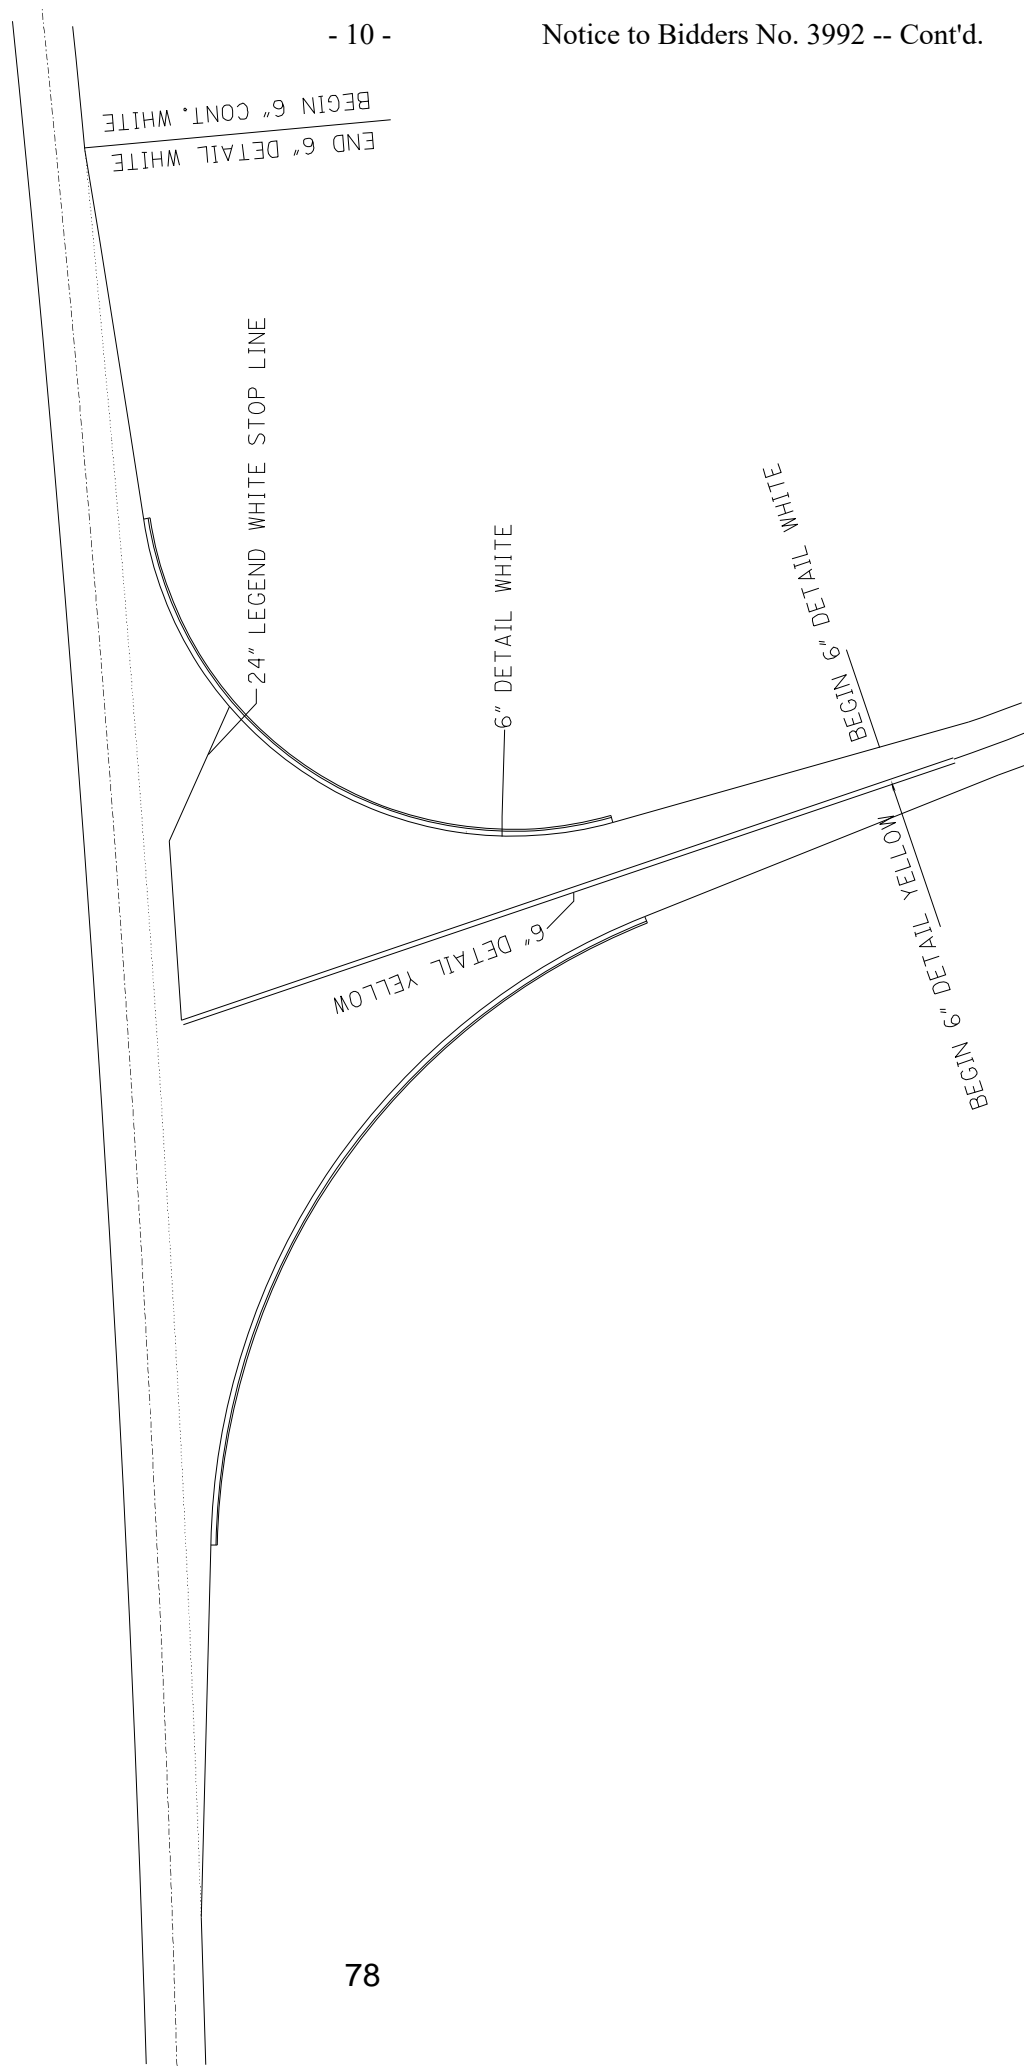 - 10 -
Notice to Bidders No. 3992 -- Cont'd.
BEGIN 6" CONT. WHITE
END 6" DETAIL WHITE
24" LEGEND WHITE STOP LINE
6" DETAIL WHITE
BEGIN 6" DETAIL WHITE
6" DETAIL YELLOW
BEGIN 6" DETAIL YELLOW
78